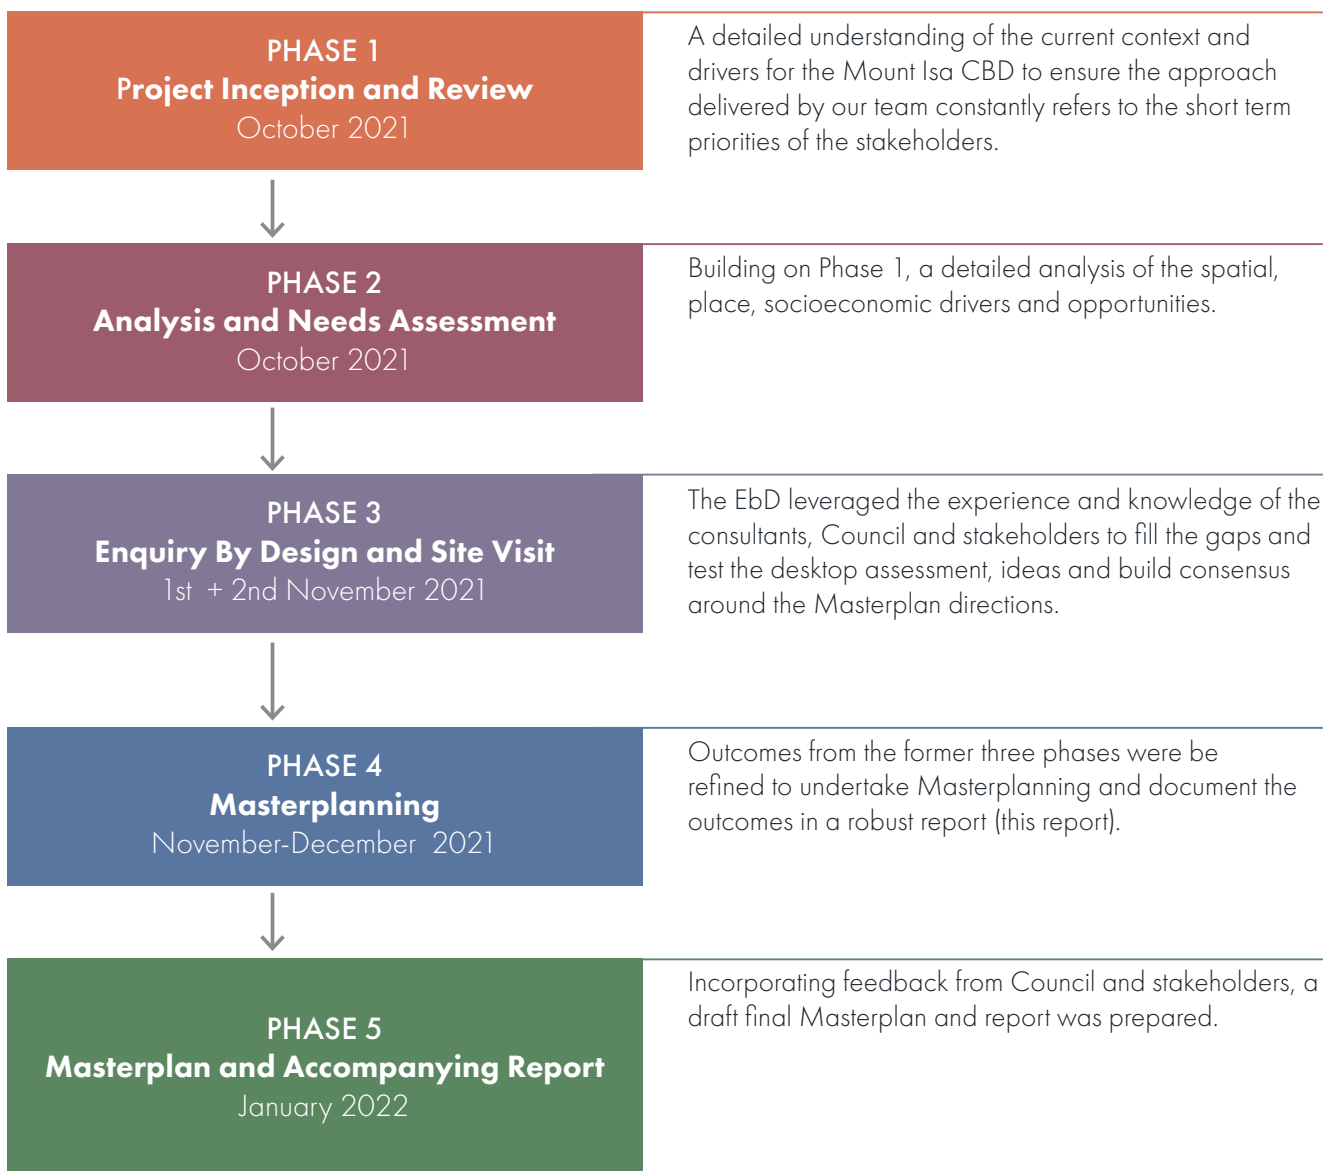 PHASE 1
Project Inception and Review
October 2021
A detailed understanding of the current context and
drivers for the Mount Isa CBD to ensure the approach
delivered by our team constantly refers to the short term
priorities of the stakeholders.
PHASE 2
Analysis and Needs Assessment
October 2021
Building on Phase 1, a detailed analysis of the spatial,
place, socioeconomic drivers and opportunities.
PHASE 3
Enquiry By Design and Site Visit
1st + 2nd November 2021
The EbD leveraged the experience and knowledge of the
consultants, Council and stakeholders to fill the gaps and
test the desktop assessment, ideas and build consensus
around the Masterplan directions.
PHASE 4
Masterplanning
November-December 2021
Outcomes from the former three phases were be
refined to undertake Masterplanning and document the
outcomes in a robust report (this report).
PHASE 5
Masterplan and Accompanying Report
January 2022
Incorporating feedback from Council and stakeholders, a
draft final Masterplan and report was prepared.